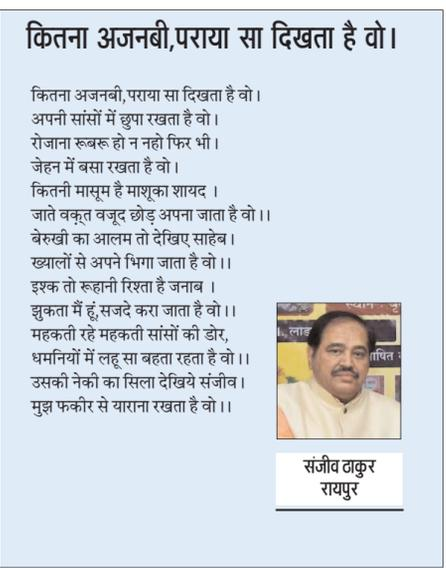 कितना अजनबी,पराया सा दिखता है वो।
कितना अजनबी,पराया सा दिखता है वो।
अपनी सांसों में छुपा रखता है वो।
रोजाना रूबरू हो न नहो फिर भी।
जेहन में बसा रखता है वो।
कितनी मासूम है माशूका शायद ।
जाते वक़्त वजूद छोड़ अपना जाता है वो।।
बेरुखी का आलम तो देखिए साहेब।
ख्यालों से अपने भिगा जाता है वो।।
इश्क तो रूहानी रिश्ता है जनाब ।
झुकता मैं हूं,सजदे करा जाता है वो।।
महकती रहे महकती सांसों की डोर,
धमनियों में लहू सा बहता रहता है वो।।
उसकी नेकी का सिला देखिये संजीव।
मुझ फकीर से याराना रखता है वो।।
संजीव ठाकुर
रायपुर